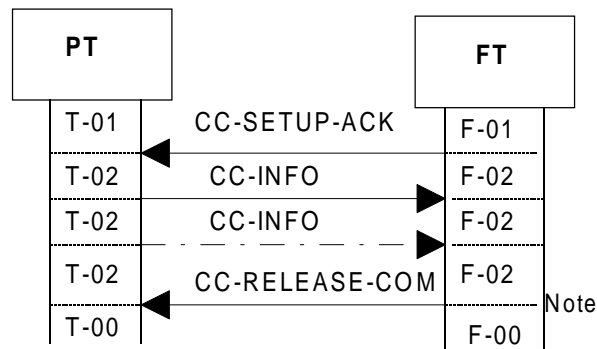 PT FT
T-01 CC-SETUP-ACK F-01
T-02 CC-INFO F-02
T-02 CC-INFO F-02
T-02 CC-RELEASE-COM F-02
Note
T-00 F-00